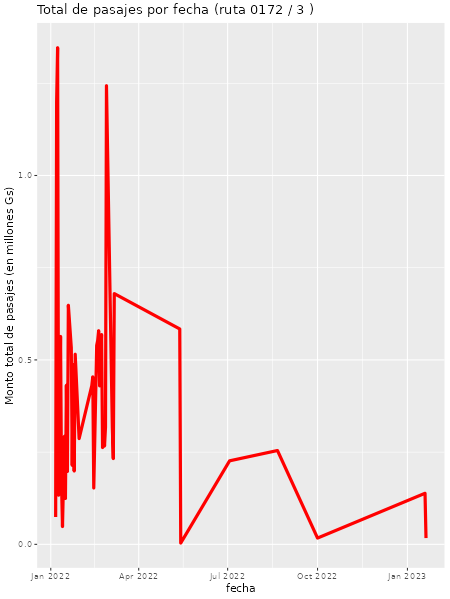 Total de pasajes por fecha (ruta 0172 / 3 )
Monto total de pasajes (en millones Gs)
1.0
0.5
0.0
Jan 2022 Apr 2022 Jul 2022 Oct 2022 Jan 2023
fecha